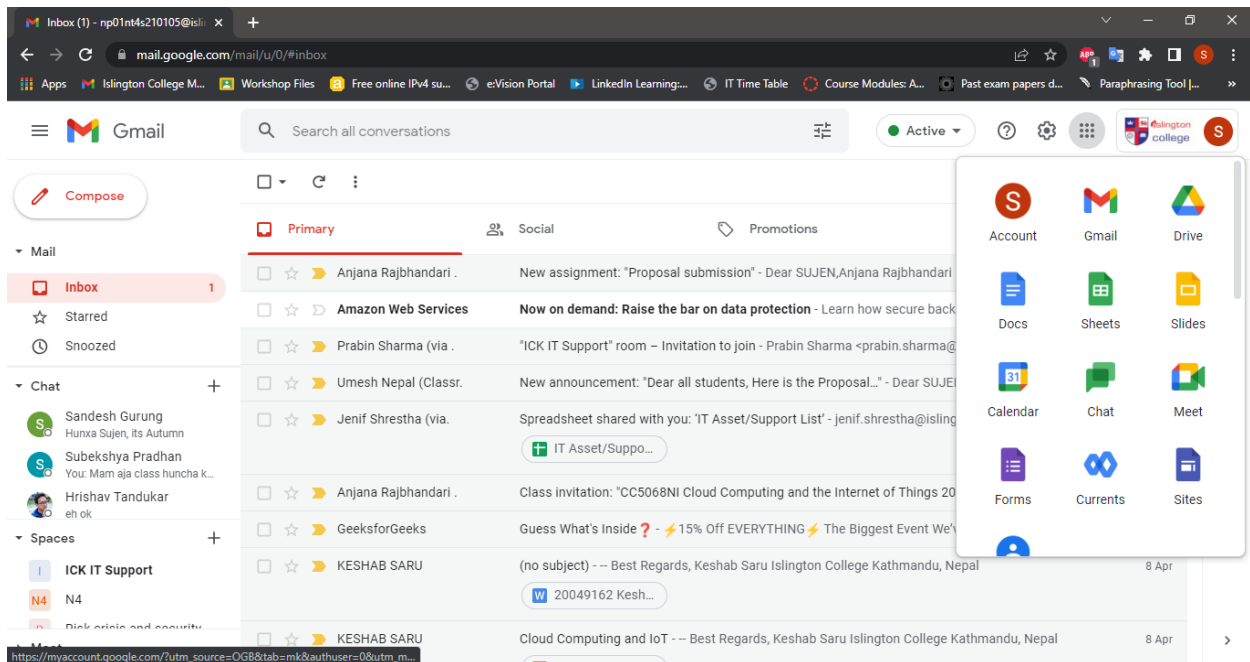 Inbox (1) - np01nt4s210105@islin
mail.google.com/mail/u/0/#inbox
S
Apps Islington College M... Workshop Files Free online IPv4 su... eVision Portal LinkedIn Learning:... IT Time Table Course Modules: A... Past exam papers d... Paraphrasing Tool |... »
Gmail
Search all conversations
Active
islington
college
S
Compose
Mail
Inbox 1
Starred
Snoozed
Chat
Sandesh Gurung
Hunxa Sujen, its Autumn
Subekshya Pradhan
You: Mam aja class huncha k...
Hrishav Tandukar
eh ok
Spaces
I ICK IT Support
N4 N4
Risk crisis and security
Meet
https://myaccount.google.com/?utm_source=OGB&tab=mk&authuser=0&utm_m...
Primary Social Promotions
Anjana Rajbhandari . New assignment: "Proposal submission" - Dear SUJEN,Anjana Rajbhandari
Amazon Web Services Now on demand: Raise the bar on data protection - Learn how secure back
Prabin Sharma (via . "ICK IT Support" room – Invitation to join - Prabin Sharma <prabin.sharma@
Umesh Nepal (Classr. New announcement: "Dear all students, Here is the Proposal..." - Dear SUJEI
Jenif Shrestha (via. Spreadsheet shared with you: 'IT Asset/Support List' - jenif.shrestha@isling
IT Asset/Suppo...
Anjana Rajbhandari . Class invitation: "CC5068NI Cloud Computing and the Internet of Things 20
GeeksforGeeks Guess What's Inside❓ - ⚡15% Off EVERYTHING⚡ The Biggest Event We'v
KESHAB SARU (no subject) - -- Best Regards, Keshab Saru Islington College Kathmandu, Nepal 8 Apr
W 20049162 Kesh...
KESHAB SARU Cloud Computing and IoT - -- Best Regards, Keshab Saru Islington College Kathmandu, Nepal 8 Apr
S
Account Gmail Drive
Docs Sheets Slides
31
Calendar Chat Meet
Forms Currents Sites